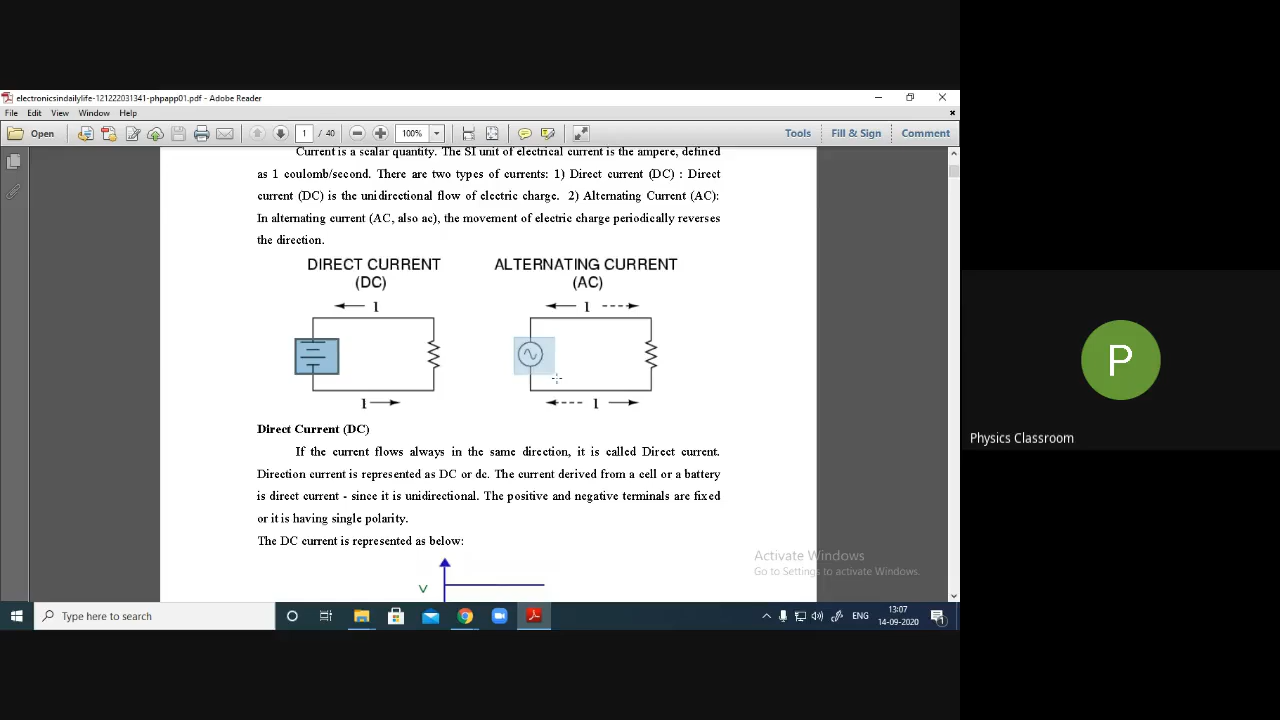 electronicsindailylife-121222031341-phpapp01.pdf - Adobe Reader
File Edit View Window Help
Open 1 / 40 100% Tools Fill & Sign Comment
Current is a scalar quantity. The SI unit of electrical current is the ampere, defined
as 1 coulomb/second. There are two types of currents: 1) Direct current (DC) : Direct
current (DC) is the unidirectional flow of electric charge. 2) Alternating Current (AC):
In alternating current (AC, also ac), the movement of electric charge periodically reverses
the direction.
DIRECT CURRENT
(DC)
I
I
ALTERNATING CURRENT
(AC)
I
I
Direct Current (DC)
If the current flows always in the same direction, it is called Direct current.
Direction current is represented as DC or dc. The current derived from a cell or a battery
is direct current - since it is unidirectional. The positive and negative terminals are fixed
or it is having single polarity.
The DC current is represented as below:
V
Activate Windows
Go to Settings to activate Windows.
Type here to search
ENG
13:07
14-09-2020
1
P
Physics Classroom